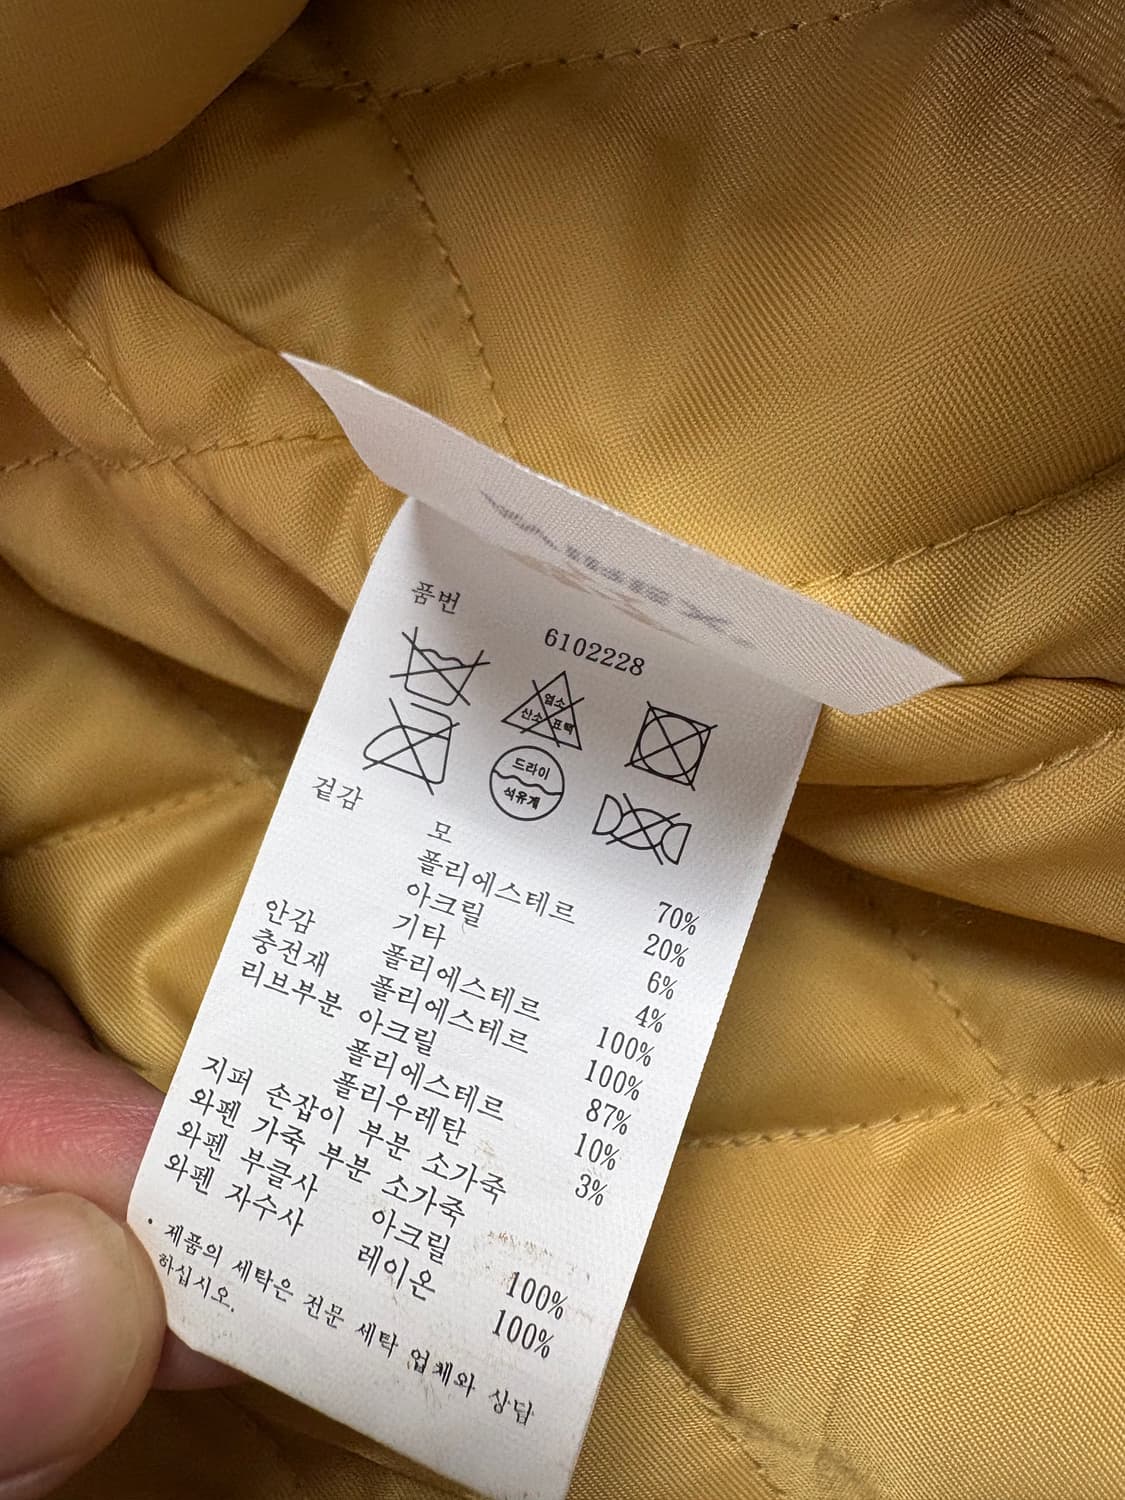 품번 6102228
염소
산소 표백
드라이
석유계
겉감 모 70%
폴리에스테르 20%
아크릴 6%
기타 4%
안감 폴리에스테르 100%
충전재 폴리에스테르 100%
리브부분 아크릴 87%
폴리에스테르 10%
폴리우레탄 3%
지퍼 손잡이 부분 소가죽
와펜 가죽 부분 소가죽
와펜 부클사 아크릴 100%
와펜 자수사 레이온 100%
· 제품의 세탁은 전문 세탁 업체와 상담
하십시오.